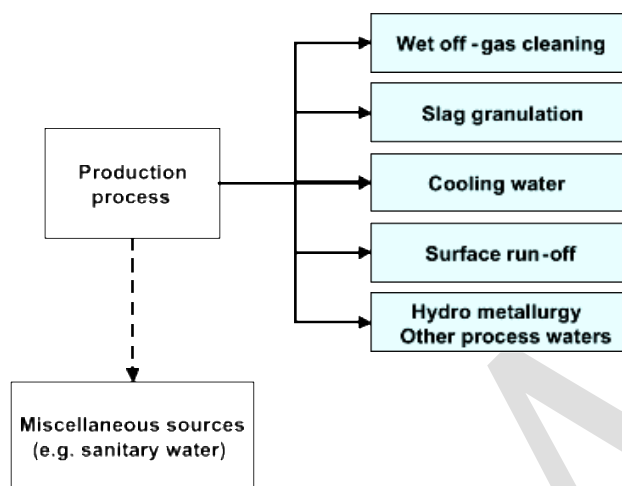 Wet off-gas cleaning
Slag granulation
Production
process
Cooling water
Surface run-off
Hydro metallurgy
Other process waters
Miscellaneous sources
(e.g. sanitary water)